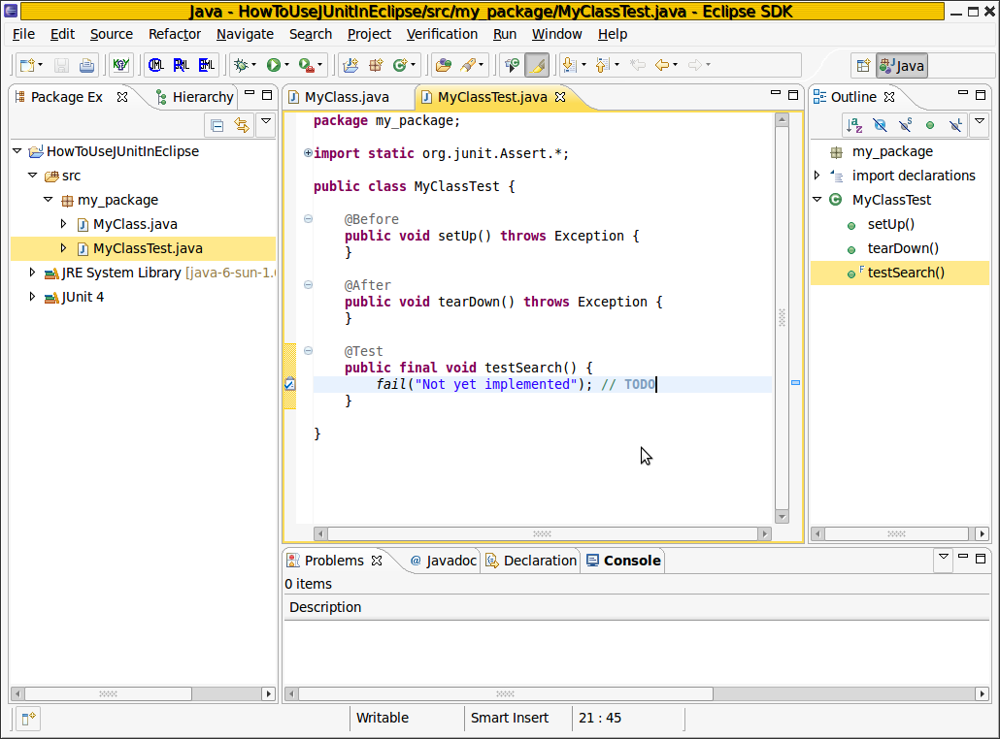 Java - HowToUseJUnitInEclipse/src/my_package/MyClassTest.java - Eclipse SDK
File Edit Source Refactor Navigate Search Project Verification Run Window Help
Java
Package Ex
Hierarchy
HowToUseJUnitInEclipse
src
my_package
MyClass.java
MyClassTest.java
JRE System Library [java-6-sun-1.6
JUnit 4
MyClass.java
MyClassTest.java
package my_package;
import static org.junit.Assert.*;
public class MyClassTest {
@Before
public void setUp() throws Exception {
}
@After
public void tearDown() throws Exception {
}
@Test
public final void testSearch() {
fail("Not yet implemented"); // TODO
}
}
Outline
my_package
import declarations
MyClassTest
setUp()
tearDown()
testSearch()
Problems
@ Javadoc
Declaration
Console
0 items
Description
Writable
Smart Insert
21 : 45